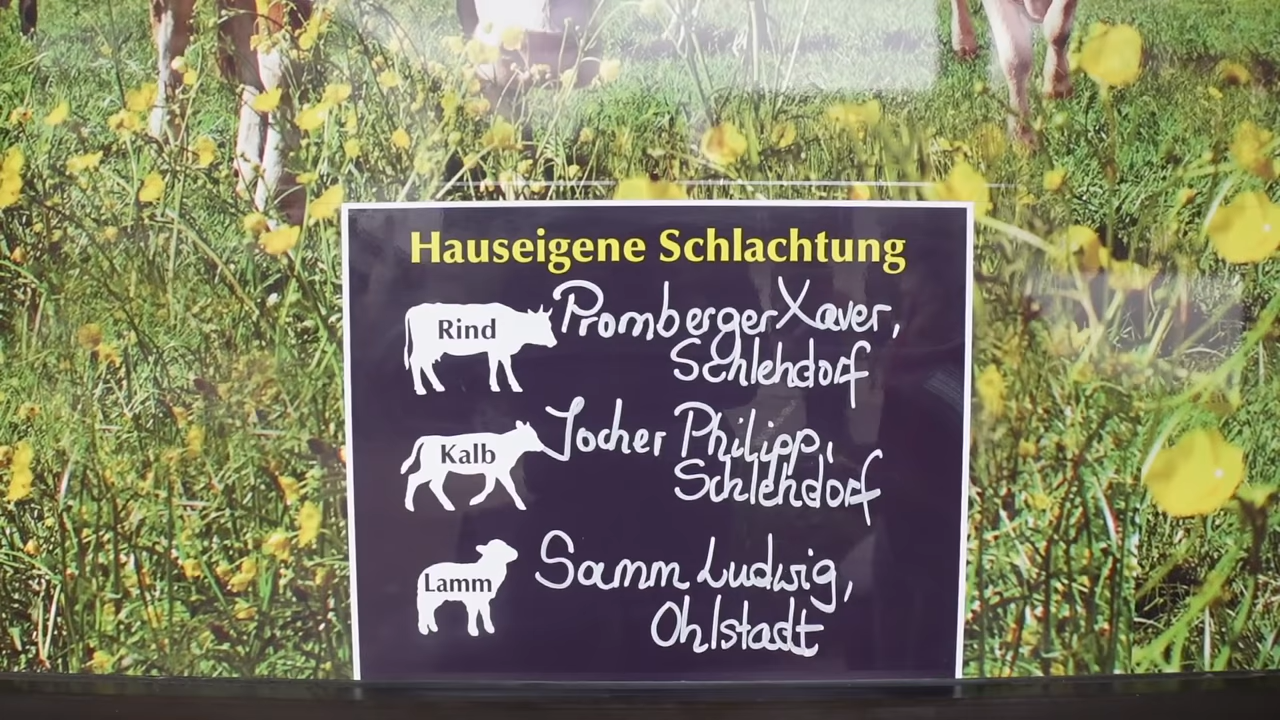 Hauseigene Schlachtung
Rind
Promberger Xaver,
Schlehdorf
Kalb
Jocher Philipp,
Schlehdorf
Lamm
Samm Ludwig,
Ohlstadt